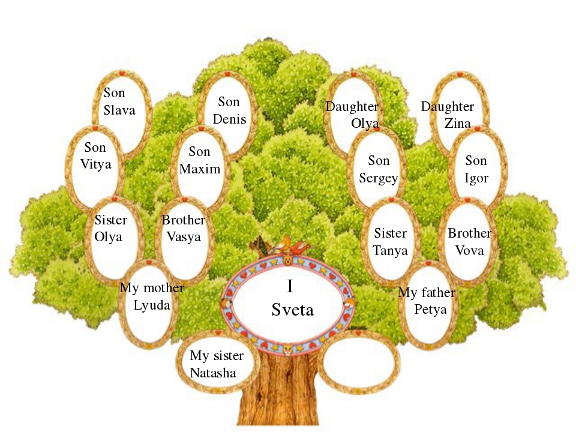 Son
Slava
Son
Denis
Daughter
Olya
Daughter
Zina
Son
Vitya
Son
Maxim
Son
Sergey
Son
Igor
Sister
Olya
Brother
Vasya
Sister
Tanya
Brother
Vova
My mother
Lyuda
I
Sveta
My father
Petya
My sister
Natasha